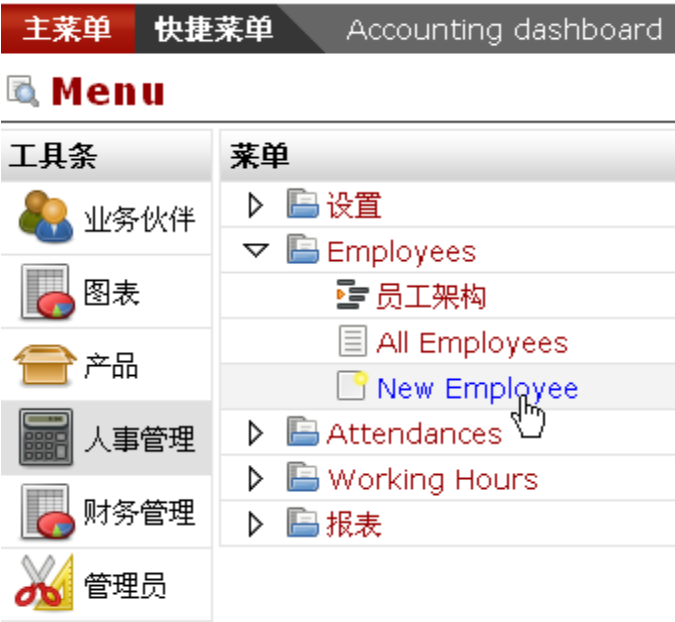 主菜单 快捷菜单 Accounting dashboard
Menu
工具条 菜单
业务伙伴
图表
产品
人事管理
财务管理
管理员
设置
Employees
员工架构
All Employees
New Employee
Attendances
Working Hours
报表